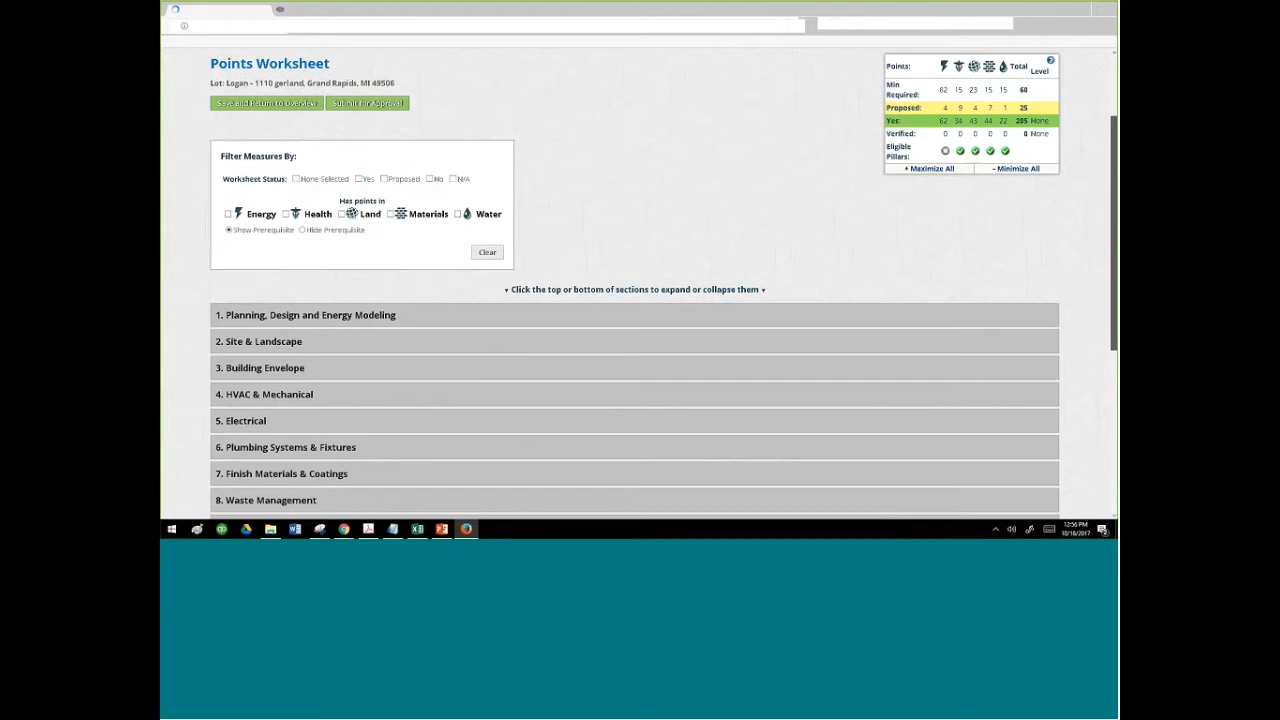 Points Worksheet
Lot: Logan - 1110 gerland, Grand Rapids, MI 49506
Save and Return to Overview Submit for Approval
Points: Total Level
Min Required: 82 15 23 15 15 60
Proposed: 4 9 4 7 1 25
Yes: 62 34 43 44 22 205 None
Verified: 0 0 0 0 0 0 None
Eligible Pillars:
+ Maximize All - Minimize All
Filter Measures By:
Worksheet Status: None Selected Yes Proposed No N/A
Has points in
Energy Health Land Materials Water
Show Prerequisite Hide Prerequisite
Clear
Click the top or bottom of sections to expand or collapse them
1. Planning, Design and Energy Modeling
2. Site & Landscape
3. Building Envelope
4. HVAC & Mechanical
5. Electrical
6. Plumbing Systems & Fixtures
7. Finish Materials & Coatings
8. Waste Management
12:56 PM
10/18/2017